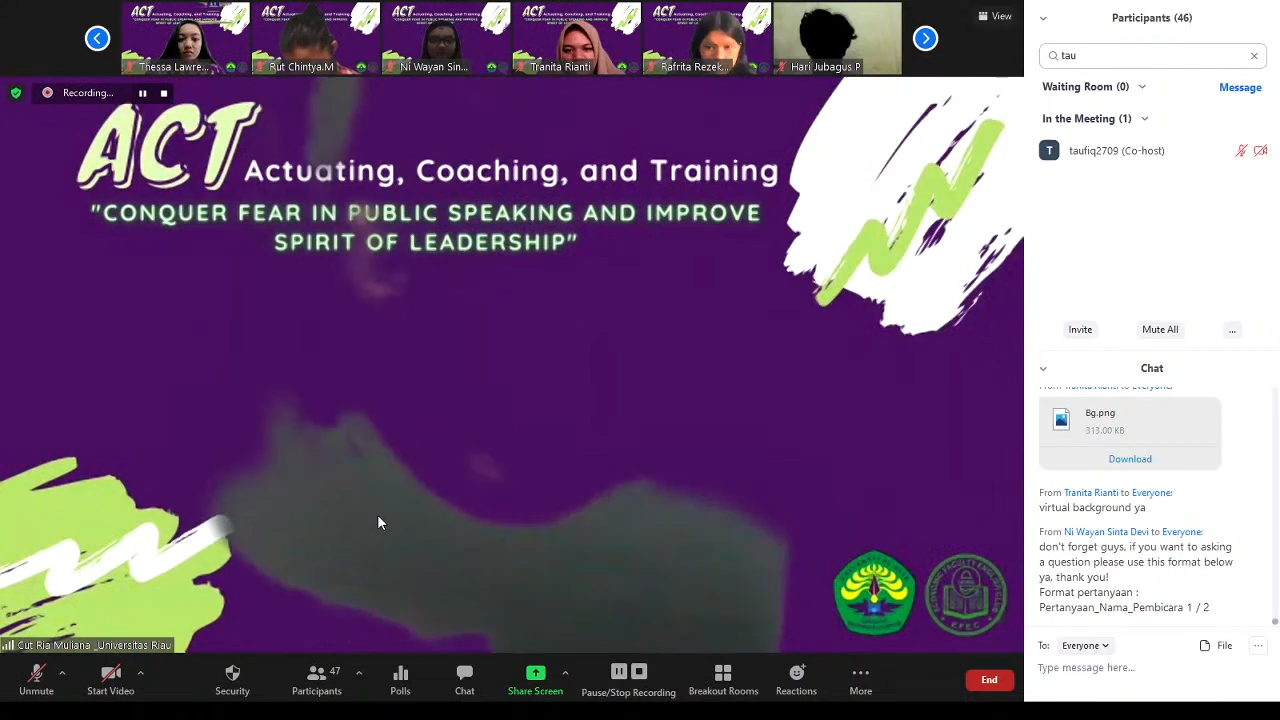 View
Thessa Lawre...
Rut Chintya.M
Ni Wayan Sin...
Tranita Rianti
Rafrita Rezek...
Hari Jubagus P
Recording...
ACT Actuating, Coaching, and Training
"CONQUER FEAR IN PUBLIC SPEAKING AND IMPROVE
SPIRIT OF LEADERSHIP"
Cut Ria Muliana _Universitas Riau
Unmute
Start Video
Security
47
Participants
Polls
Chat
Share Screen
Pause/Stop Recording
Breakout Rooms
Reactions
More
End
Participants (46)
tau
Waiting Room (0)
Message
In the Meeting (1)
T
taufiq2709 (Co-host)
Invite
Mute All
...
Chat
From Tranita Rianti to Everyone:
Bg.png
313.00 KB
Download
From Tranita Rianti to Everyone:
virtual background ya
From Ni Wayan Sinta Devi to Everyone:
don't forget guys, if you want to asking
a question please use this format below
ya, thank you!
Format pertanyaan :
Pertanyaan_Nama_Pembicara 1 / 2
To: Everyone
File
Type message here...